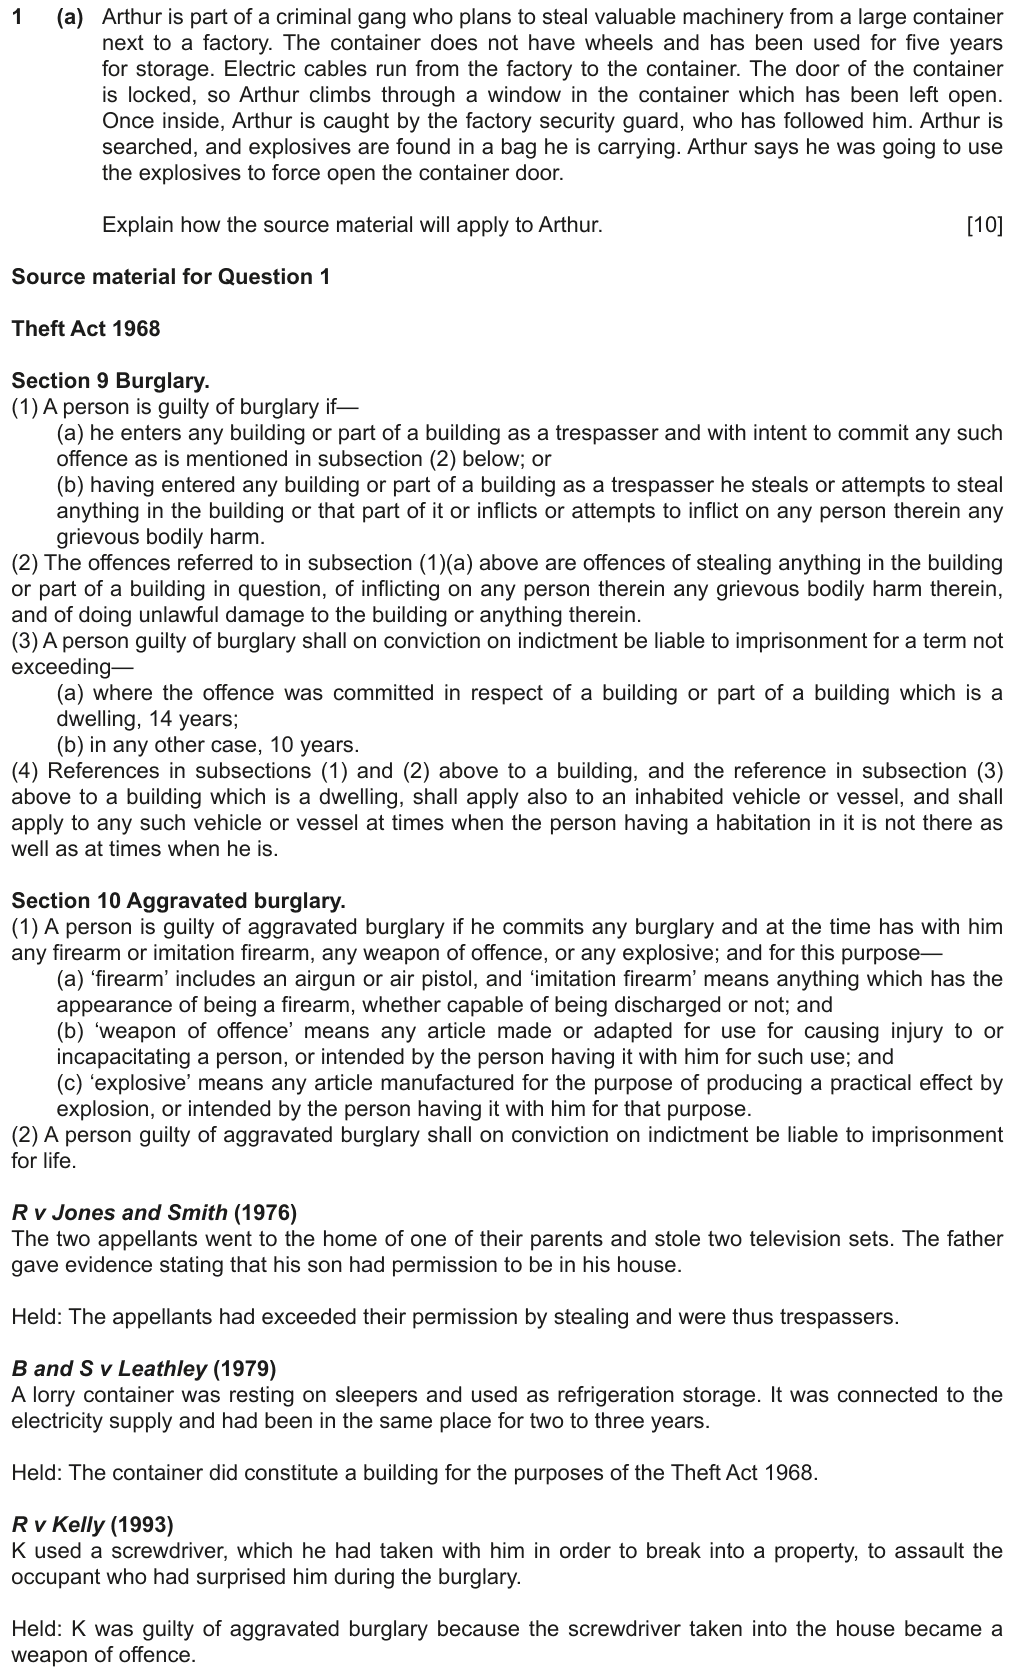 1 (a) Arthur is part of a criminal gang who plans to steal valuable machinery from a large container
next to a factory. The container does not have wheels and has been used for five years
for storage. Electric cables run from the factory to the container. The door of the container
is locked, so Arthur climbs through a window in the container which has been left open.
Once inside, Arthur is caught by the factory security guard, who has followed him. Arthur is
searched, and explosives are found in a bag he is carrying. Arthur says he was going to use
the explosives to force open the container door.
Explain how the source material will apply to Arthur. [10]
Source material for Question 1
Theft Act 1968
Section 9 Burglary.
(1) A person is guilty of burglary if—
(a) he enters any building or part of a building as a trespasser and with intent to commit any such
offence as is mentioned in subsection (2) below; or
(b) having entered any building or part of a building as a trespasser he steals or attempts to steal
anything in the building or that part of it or inflicts or attempts to inflict on any person therein any
grievous bodily harm.
(2) The offences referred to in subsection (1)(a) above are offences of stealing anything in the building
or part of a building in question, of inflicting on any person therein any grievous bodily harm therein,
and of doing unlawful damage to the building or anything therein.
(3) A person guilty of burglary shall on conviction on indictment be liable to imprisonment for a term not
exceeding—
(a) where the offence was committed in respect of a building or part of a building which is a
dwelling, 14 years;
(b) in any other case, 10 years.
(4) References in subsections (1) and (2) above to a building, and the reference in subsection (3)
above to a building which is a dwelling, shall apply also to an inhabited vehicle or vessel, and shall
apply to any such vehicle or vessel at times when the person having a habitation in it is not there as
well as at times when he is.
Section 10 Aggravated burglary.
(1) A person is guilty of aggravated burglary if he commits any burglary and at the time has with him
any firearm or imitation firearm, any weapon of offence, or any explosive; and for this purpose—
(a) ‘firearm’ includes an airgun or air pistol, and ‘imitation firearm’ means anything which has the
appearance of being a firearm, whether capable of being discharged or not; and
(b) ‘weapon of offence’ means any article made or adapted for use for causing injury to or
incapacitating a person, or intended by the person having it with him for such use; and
(c) ‘explosive’ means any article manufactured for the purpose of producing a practical effect by
explosion, or intended by the person having it with him for that purpose.
(2) A person guilty of aggravated burglary shall on conviction on indictment be liable to imprisonment
for life.
R v Jones and Smith (1976)
The two appellants went to the home of one of their parents and stole two television sets. The father
gave evidence stating that his son had permission to be in his house.
Held: The appellants had exceeded their permission by stealing and were thus trespassers.
B and S v Leathley (1979)
A lorry container was resting on sleepers and used as refrigeration storage. It was connected to the
electricity supply and had been in the same place for two to three years.
Held: The container did constitute a building for the purposes of the Theft Act 1968.
R v Kelly (1993)
K used a screwdriver, which he had taken with him in order to break into a property, to assault the
occupant who had surprised him during the burglary.
Held: K was guilty of aggravated burglary because the screwdriver taken into the house became a
weapon of offence.